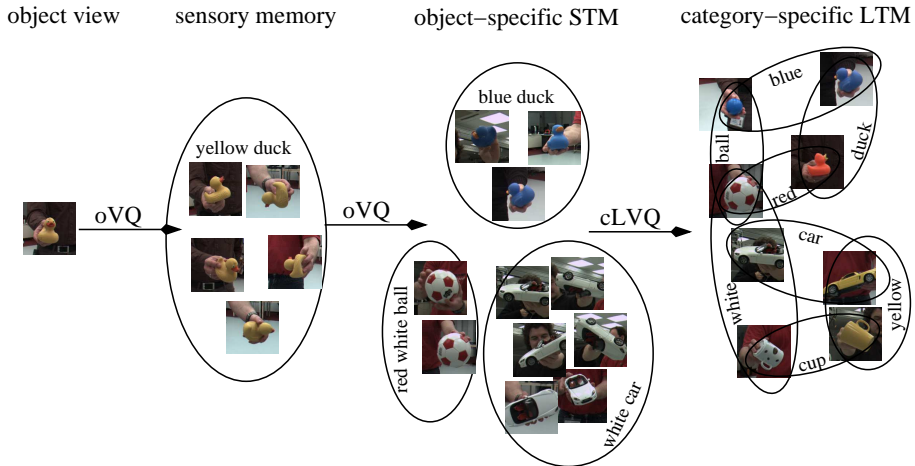 object view
sensory memory
object−specific STM
category−specific LTM
yellow duck
blue duck
red white ball
white car
oVQ
oVQ
cLVQ
blue
duck
ball
red
car
white
yellow
cup